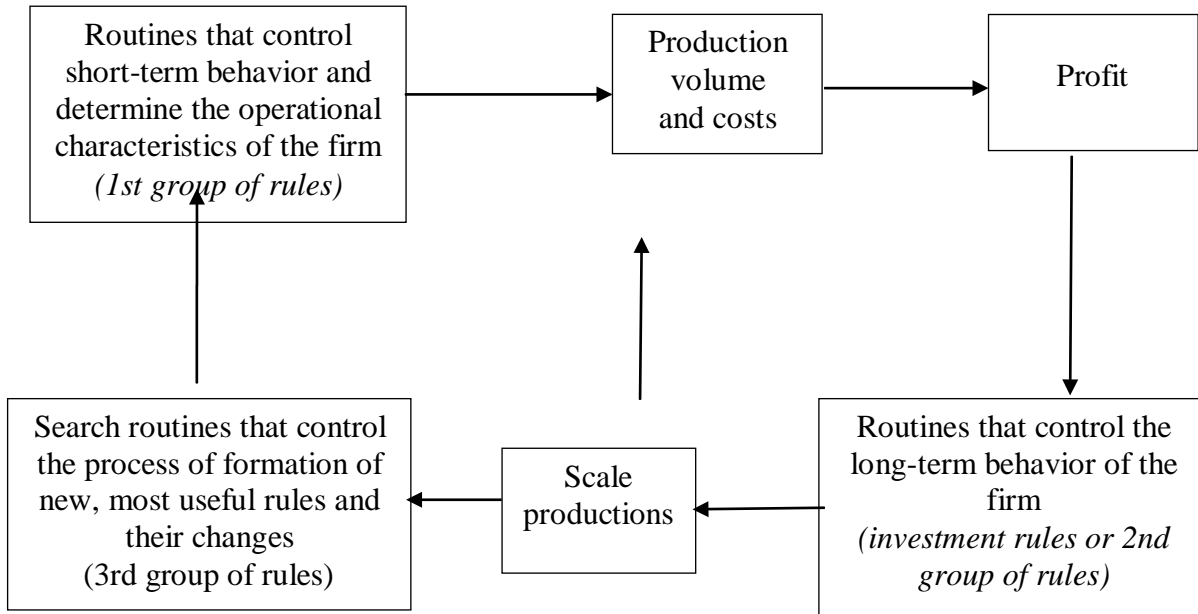 Routines that control
short-term behavior and
determine the operational
characteristics of the firm
(1st group of rules)
Production
volume
and costs
Profit
Search routines that control
the process of formation of
new, most useful rules and
their changes
(3rd group of rules)
Scale
productions
Routines that control the
long-term behavior of the
firm
(investment rules or 2nd
group of rules)